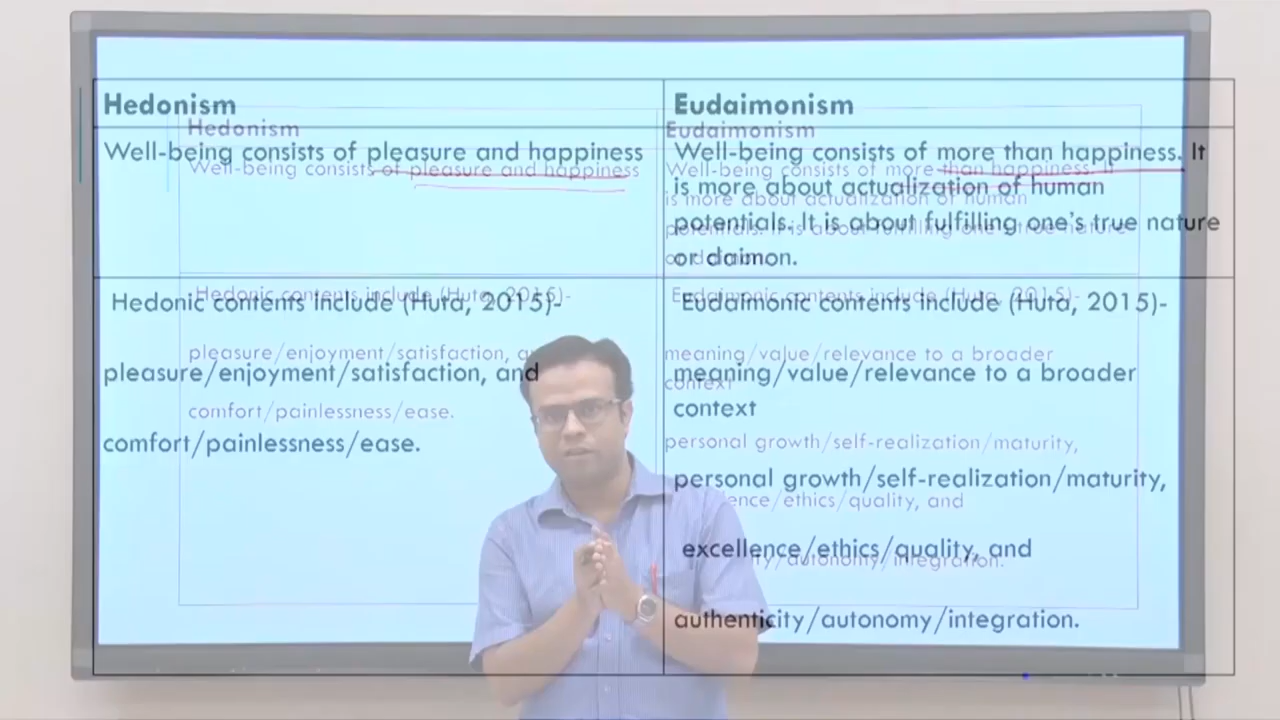 Hedonism
Well-being consists of pleasure and happiness
Hedonic contents include (Huta, 2015)-
pleasure/enjoyment/satisfaction, and
comfort/painlessness/ease.
Eudaimonism
Well-being consists of more than happiness. It
is more about actualization of human
potentials. It is about fulfilling one's true nature
or daimon.
Eudaimonic contents include (Huta, 2015)-
meaning/value/relevance to a broader
context
personal growth/self-realization/maturity,
excellence/ethics/quality, and
authenticity/autonomy/integration.